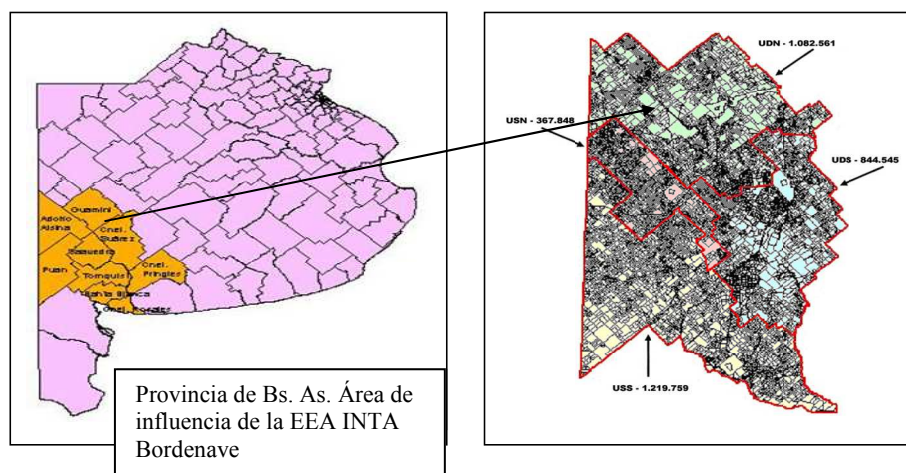 Guamini
Adolfo
Alsina
Cnel.
Suárez
Saavedra
Puan
Tornquist
Cnel.
Pringles
Bahía Blanca
Cnel. Rosales
Provincia de Bs. As. Área de
influencia de la EEA INTA
Bordenave
UDN - 1.082.561
USN - 367.848
UDS - 844.545
USS - 1.219.759